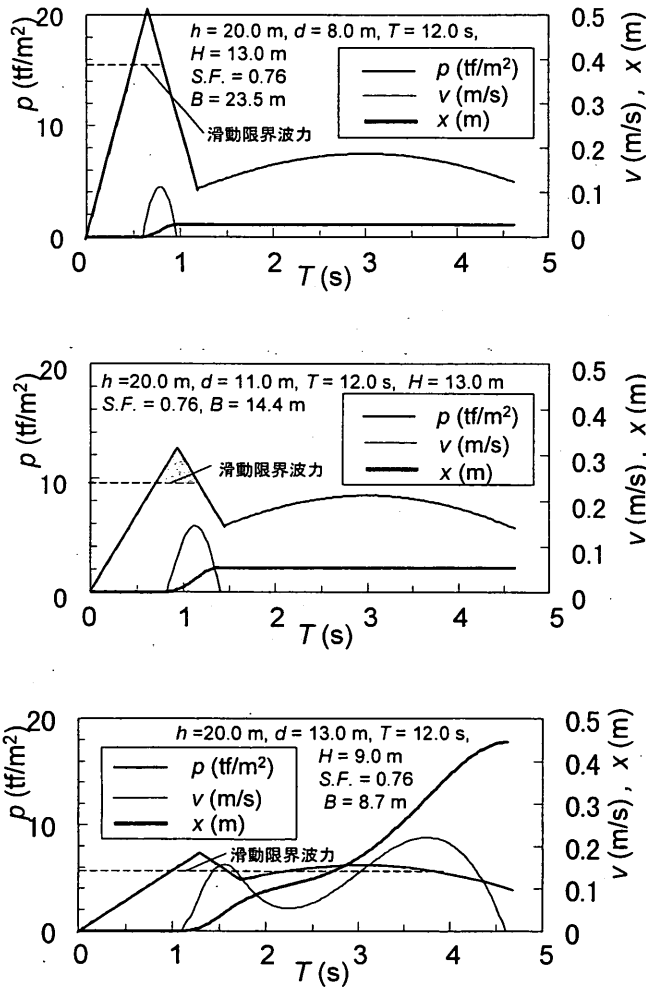 h = 20.0 m, d = 8.0 m, T = 12.0 s,
H = 13.0 m
S.F. = 0.76
B = 23.5 m
滑動限界波力
p (tf/m²)
v (m/s)
x (m)
20
10
0
p (tf/m²)
0.5
0.4
0.3
0.2
0.1
0
v (m/s) , x (m)
0 1 2 3 4 5
T (s)
h =20.0 m, d = 11.0 m, T = 12.0 s, H = 13.0 m
S.F. = 0.76, B = 14.4 m
滑動限界波力
p (tf/m²)
v (m/s)
x (m)
20
10
0
p (tf/m²)
0.5
0.4
0.3
0.2
0.1
0
v (m/s) , x (m)
0 1 2 3 4 5
T (s)
h =20.0 m, d = 13.0 m, T = 12.0 s,
H = 9.0 m
S.F. = 0.76
B = 8.7 m
滑動限界波力
p (tf/m²)
v (m/s)
x (m)
20
10
0
p (tf/m²)
0.5
0.4
0.3
0.2
0.1
0
v (m/s) , x (m)
0 1 2 3 4 5
T (s)